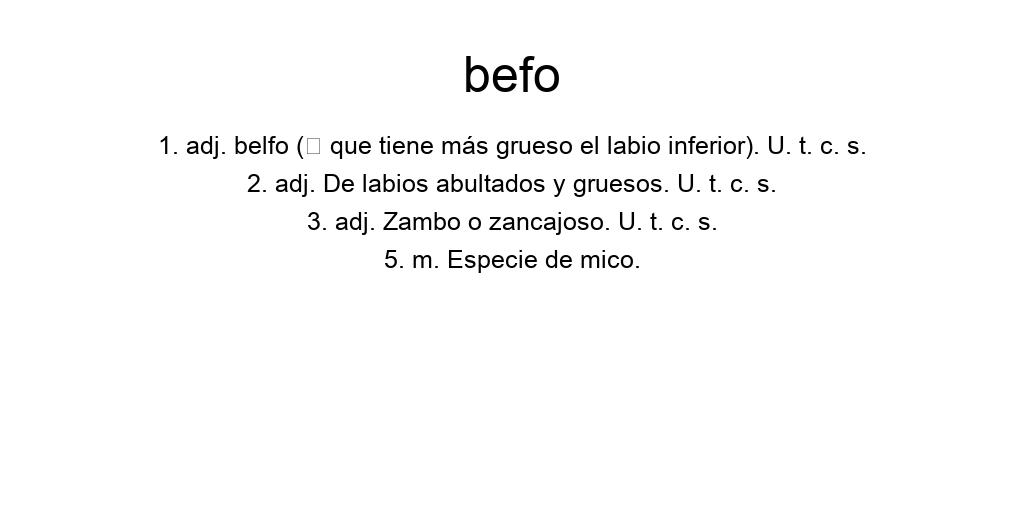 befo
1. adj. belfo (□ que tiene más grueso el labio inferior). U. t. c. s.
2. adj. De labios abultados y gruesos. U. t. c. s.
3. adj. Zambo o zancajoso. U. t. c. s.
5. m. Especie de mico.